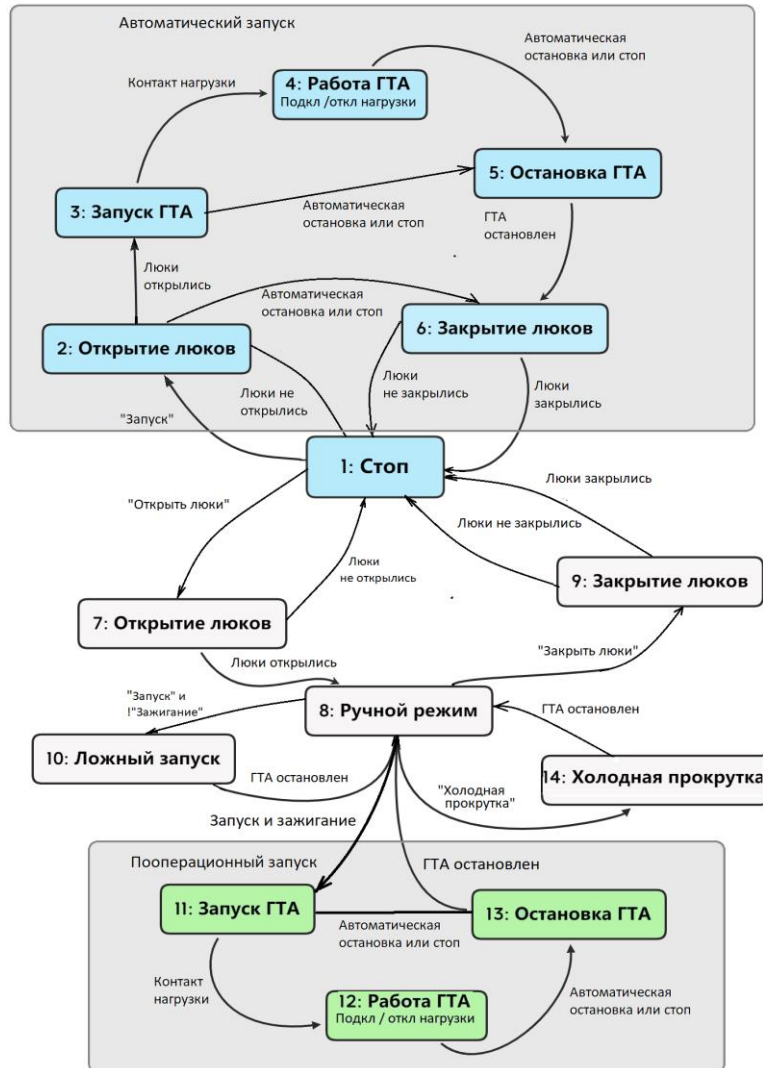 Автоматический запуск
Автоматическая
остановка или стоп
Контакт нагрузки
4: Работа ГТА
Подкл /откл нагрузки
5: Остановка ГТА
3: Запуск ГТА
Автоматическая
остановка или стоп
ГТА
остановлен
Люки
открылись
Автоматическая
остановка или стоп
6: Закрытие люков
2: Открытие люков
Люки не
открылись
Люки
не закрылись
Люки
закрылись
"Запуск"
1: Стоп
Люки закрылись
"Открыть люки"
Люки не закрылись
Люки
не открылись
9: Закрытие люков
7: Открытие люков
Люки открылись
"Закрыть люки"
"Запуск" и
!"Зажигание"
8: Ручной режим
ГТА остановлен
10: Ложный запуск
ГТА остановлен
14: Холодная прокрутка
"Холодная
прокрутка"
Запуск и зажигание
Пооперационный запуск
ГТА остановлен
11: Запуск ГТА
13: Остановка ГТА
Автоматическая
остановка или стоп
Контакт
нагрузки
12: Работа ГТА
Подкл / откл нагрузки
Автоматическая
остановка или стоп